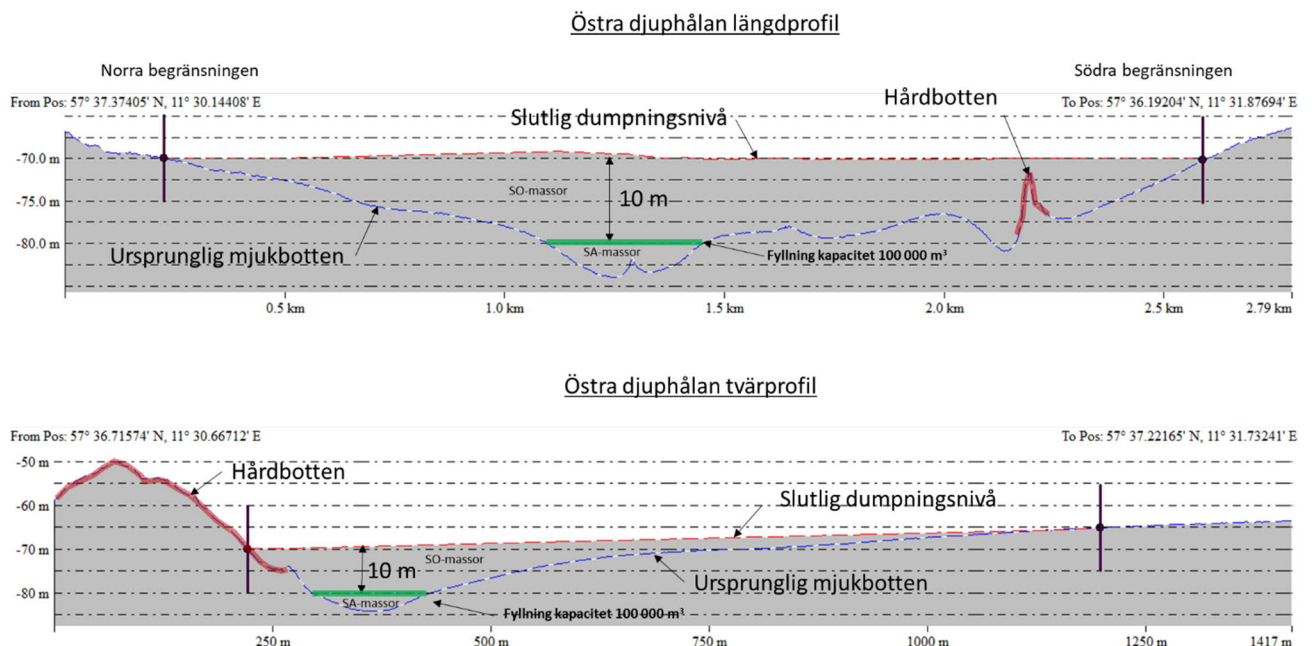 Östra djuphålan längdprofil
Norra begränsningen
Södra begränsningen
From Pos: 57° 37.37405' N, 11° 30.14408' E
To Pos: 57° 36.19204' N, 11° 31.87694' E
Hårdbotten
Slutlig dumpningsnivå
-70.0 m
SO-massor
10 m
-75.0 m
-80.0 m
Ursprunglig mjukbotten
SA-massor
Fyllning kapacitet 100 000 m³
0.5 km
1.0 km
1.5 km
2.0 km
2.5 km
2.79 km
Östra djuphålan tvärprofil
From Pos: 57° 36.71574' N, 11° 30.66712' E
To Pos: 57° 37.22165' N, 11° 31.73241' E
-50 m
Hårdbotten
Slutlig dumpningsnivå
-60 m
-70 m
SO-massor
10 m
Ursprunglig mjukbotten
-80 m
SA-massor
Fyllning kapacitet 100 000 m³
250 m
500 m
750 m
1000 m
1250 m
1417 m